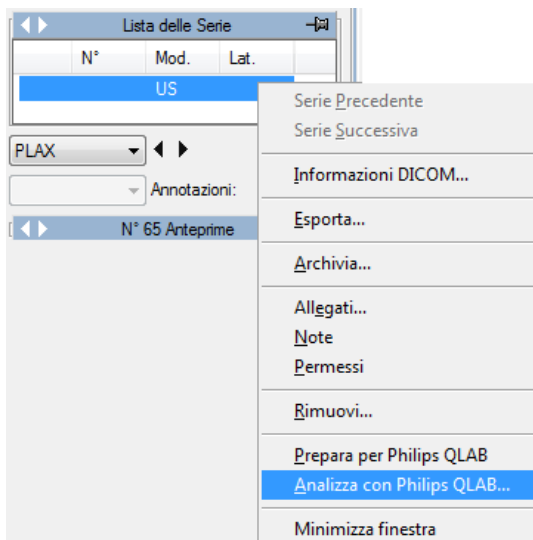 Lista delle Serie
N° Mod. Lat.
US
Serie Precedente
Serie Successiva
PLAX
Informazioni DICOM...
Annotazioni:
Esporta...
N° 65 Anteprime
Archivia...
Allegati...
Note
Permessi
Rimuovi...
Prepara per Philips QLAB
Analizza con Philips QLAB...
Minimizza finestra